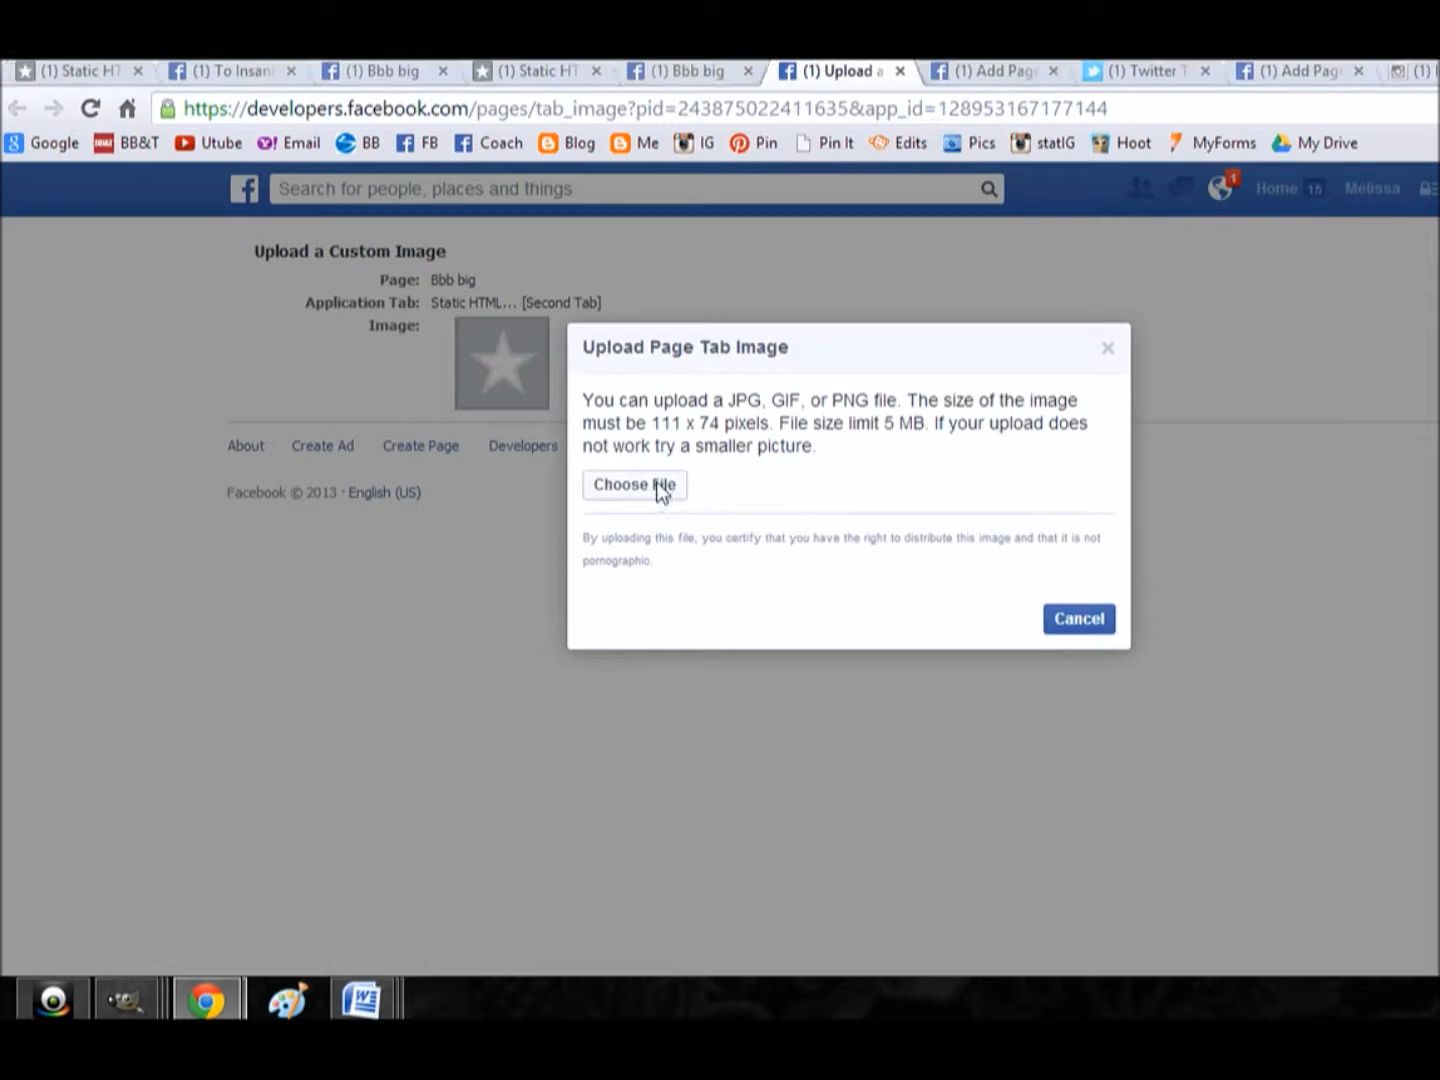 (1) Static HT
(1) To Insan
(1) Bbb big
(1) Static HT
(1) Bbb big
(1) Upload a
(1) Add Pag
(1) Twitter T
(1) Add Pag
(1)
https://developers.facebook.com/pages/tab_image?pid=243875022411635&app_id=128953167177144
Google BB&T Utube Email BB FB Coach Blog Me IG Pin Pin It Edits Pics statIG Hoot MyForms My Drive
Search for people, places and things
1
Home 15 Melissa
Upload a Custom Image
Page: Bbb big
Application Tab: Static HTML... [Second Tab]
Image:
Upload Page Tab Image
You can upload a JPG, GIF, or PNG file. The size of the image
must be 111 x 74 pixels. File size limit 5 MB. If your upload does
not work try a smaller picture.
Choose File
By uploading this file, you certify that you have the right to distribute this image and that it is not
pornographic.
Cancel
About Create Ad Create Page Developers
Facebook © 2013 · English (US)